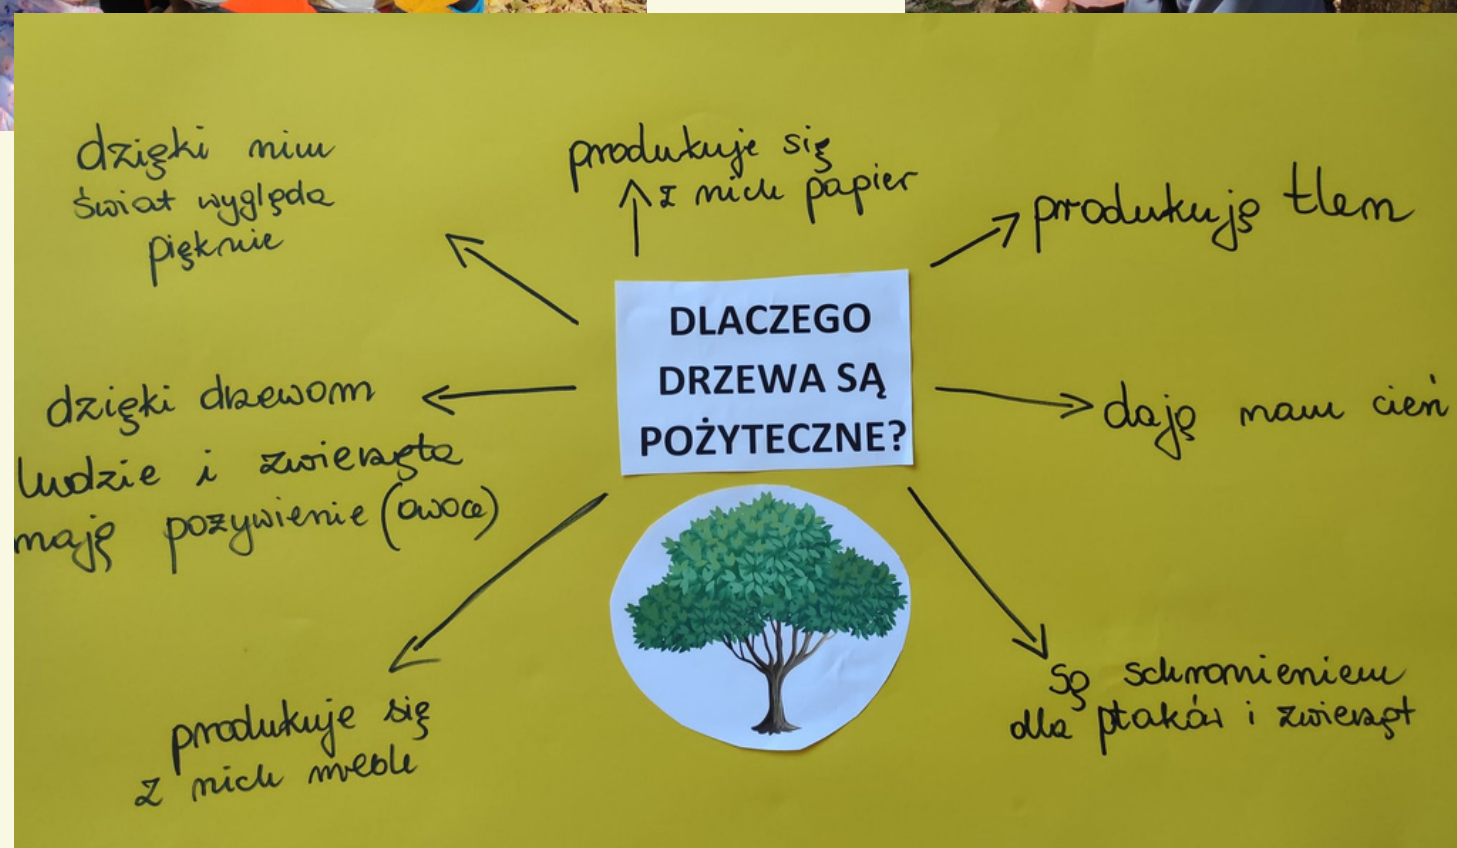 dzięki nim
świat wygląda
pięknie
produkuje się
z nich papier
produkują tlen
DLACZEGO
DRZEWA SĄ
POŻYTECZNE?
dzięki drzewom
ludzie i zwierzęta
mają pożywienie (owoce)
dają nam cień
produkuje się
z nich meble
są schronieniem
dla ptaków i zwierząt